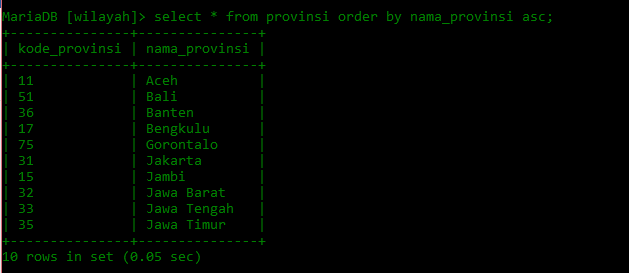 MariaDB [wilayah]> select * from provinsi order by nama_provinsi asc;
+---------------+---------------+
| kode_provinsi | nama_provinsi |
+---------------+---------------+
| 11            | Aceh          |
| 51            | Bali          |
| 36            | Banten        |
| 17            | Bengkulu      |
| 75            | Gorontalo     |
| 31            | Jakarta       |
| 15            | Jambi         |
| 32            | Jawa Barat    |
| 33            | Jawa Tengah   |
| 35            | Jawa Timur    |
+---------------+---------------+
10 rows in set (0.05 sec)